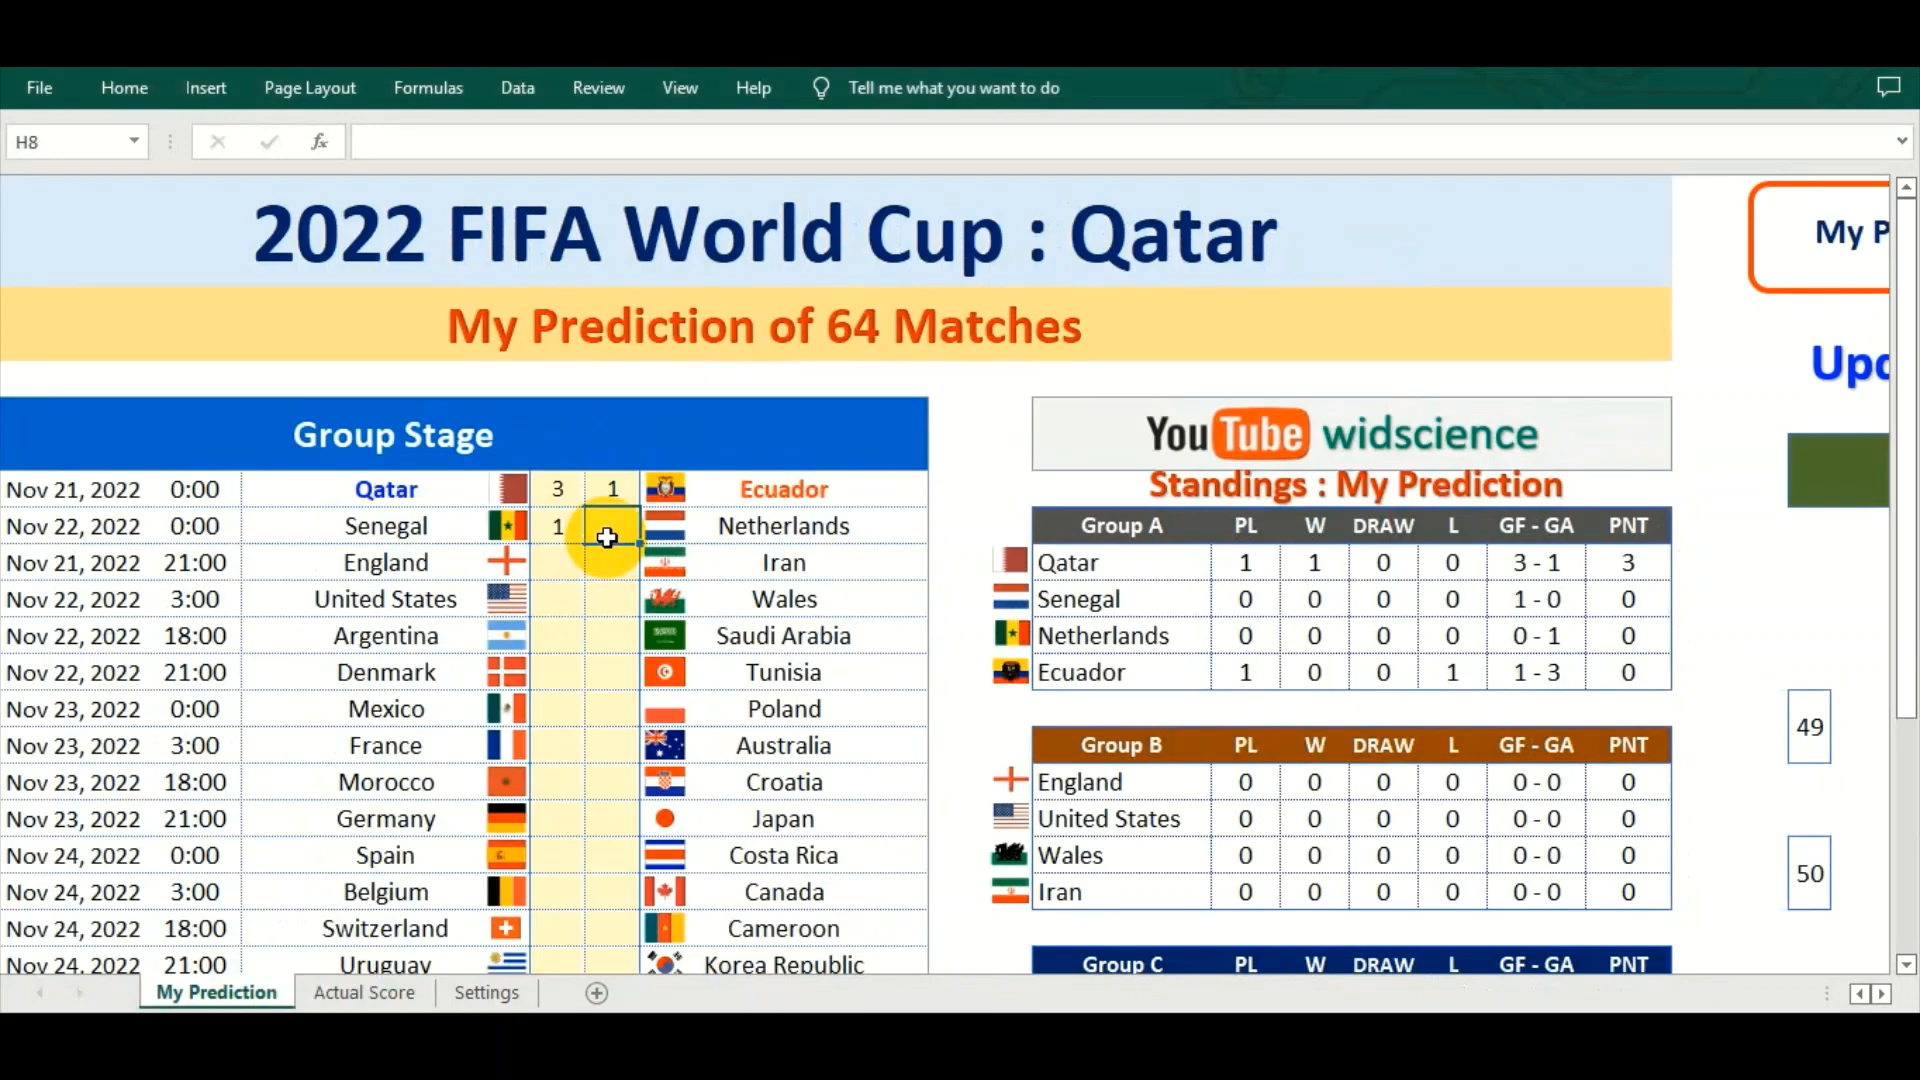 File Home Insert Page Layout Formulas Data Review View Help Tell me what you want to do
H8 fx
2022 FIFA World Cup : Qatar
My P
My Prediction of 64 Matches
Upd
Group Stage
YouTube widscience
Standings : My Prediction
Nov 21, 2022 0:00 Qatar 3 1 Ecuador
Nov 22, 2022 0:00 Senegal 1 Netherlands
Nov 21, 2022 21:00 England Iran
Nov 22, 2022 3:00 United States Wales
Nov 22, 2022 18:00 Argentina Saudi Arabia
Nov 22, 2022 21:00 Denmark Tunisia
Nov 23, 2022 0:00 Mexico Poland
Nov 23, 2022 3:00 France Australia
Nov 23, 2022 18:00 Morocco Croatia
Nov 23, 2022 21:00 Germany Japan
Nov 24, 2022 0:00 Spain Costa Rica
Nov 24, 2022 3:00 Belgium Canada
Nov 24, 2022 18:00 Switzerland Cameroon
Nov 24, 2022 21:00 Uruguay Korea Republic
Group A PL W DRAW L GF - GA PNT
Qatar 1 1 0 0 3 - 1 3
Senegal 0 0 0 0 1 - 0 0
Netherlands 0 0 0 0 0 - 1 0
Ecuador 1 0 0 1 1 - 3 0
Group B PL W DRAW L GF - GA PNT
England 0 0 0 0 0 - 0 0
United States 0 0 0 0 0 - 0 0
Wales 0 0 0 0 0 - 0 0
Iran 0 0 0 0 0 - 0 0
Group C PL W DRAW L GF - GA PNT
49
50
My Prediction Actual Score Settings